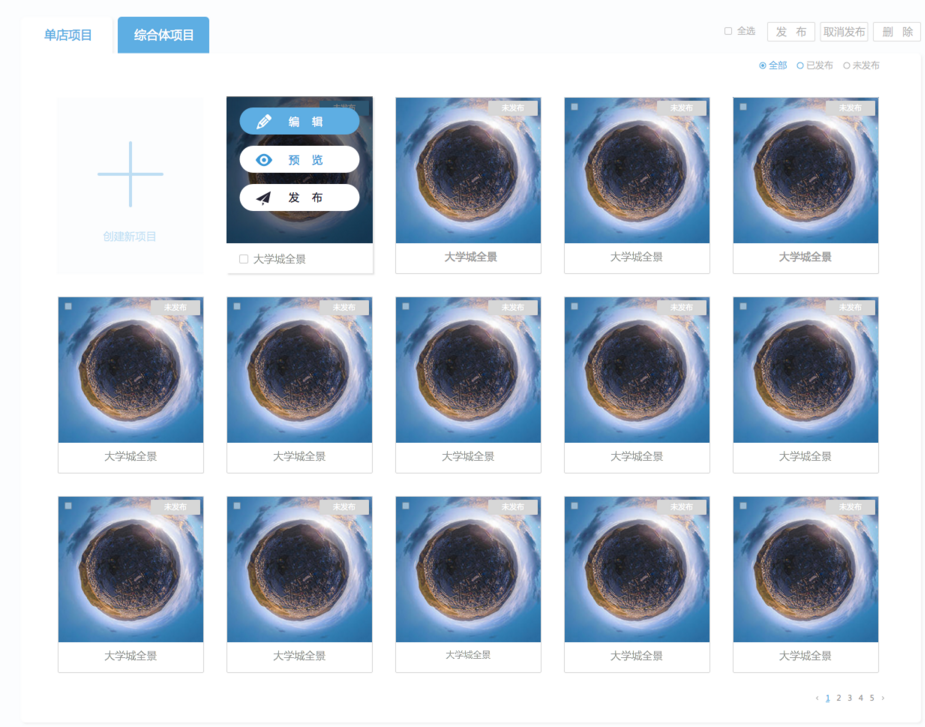 单店项目
综合体项目
全选
发 布
取消发布
删 除
全部
已发布
未发布
创建新项目
未发布
编 辑
预 览
发 布
大学城全景
未发布
大学城全景
未发布
大学城全景
未发布
大学城全景
未发布
大学城全景
未发布
大学城全景
未发布
大学城全景
未发布
大学城全景
未发布
大学城全景
未发布
大学城全景
未发布
大学城全景
未发布
大学城全景
未发布
大学城全景
未发布
大学城全景
‹ 1 2 3 4 5 ›